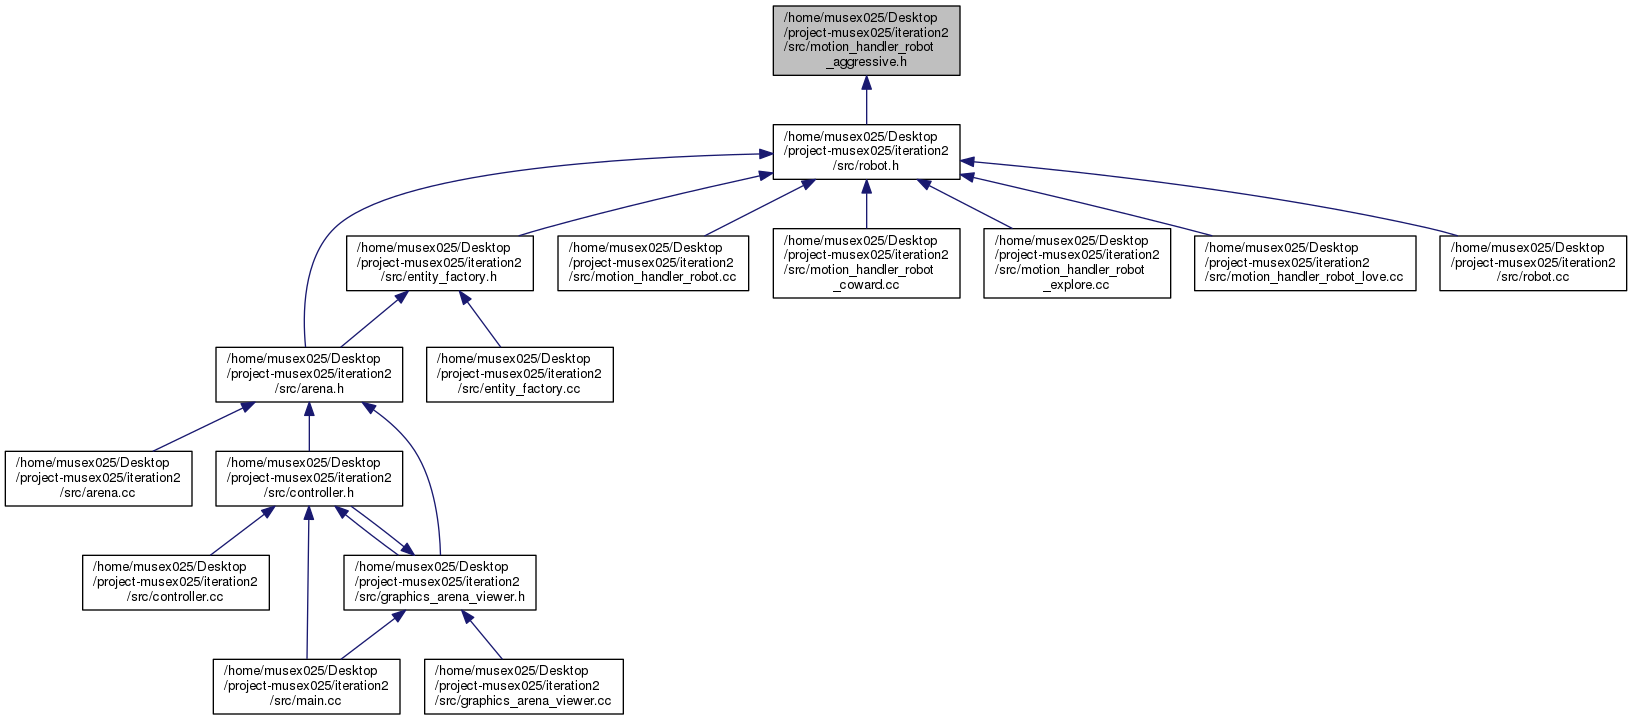 /home/musex025/Desktop
/project-musex025/iteration2
/src/motion_handler_robot
_aggressive.h
/home/musex025/Desktop
/project-musex025/iteration2
/src/robot.h
/home/musex025/Desktop
/project-musex025/iteration2
/src/entity_factory.h
/home/musex025/Desktop
/project-musex025/iteration2
/src/motion_handler_robot.cc
/home/musex025/Desktop
/project-musex025/iteration2
/src/motion_handler_robot
_coward.cc
/home/musex025/Desktop
/project-musex025/iteration2
/src/motion_handler_robot
_explore.cc
/home/musex025/Desktop
/project-musex025/iteration2
/src/motion_handler_robot_love.cc
/home/musex025/Desktop
/project-musex025/iteration2
/src/robot.cc
/home/musex025/Desktop
/project-musex025/iteration2
/src/arena.h
/home/musex025/Desktop
/project-musex025/iteration2
/src/entity_factory.cc
/home/musex025/Desktop
/project-musex025/iteration2
/src/arena.cc
/home/musex025/Desktop
/project-musex025/iteration2
/src/controller.h
/home/musex025/Desktop
/project-musex025/iteration2
/src/controller.cc
/home/musex025/Desktop
/project-musex025/iteration2
/src/graphics_arena_viewer.h
/home/musex025/Desktop
/project-musex025/iteration2
/src/main.cc
/home/musex025/Desktop
/project-musex025/iteration2
/src/graphics_arena_viewer.cc